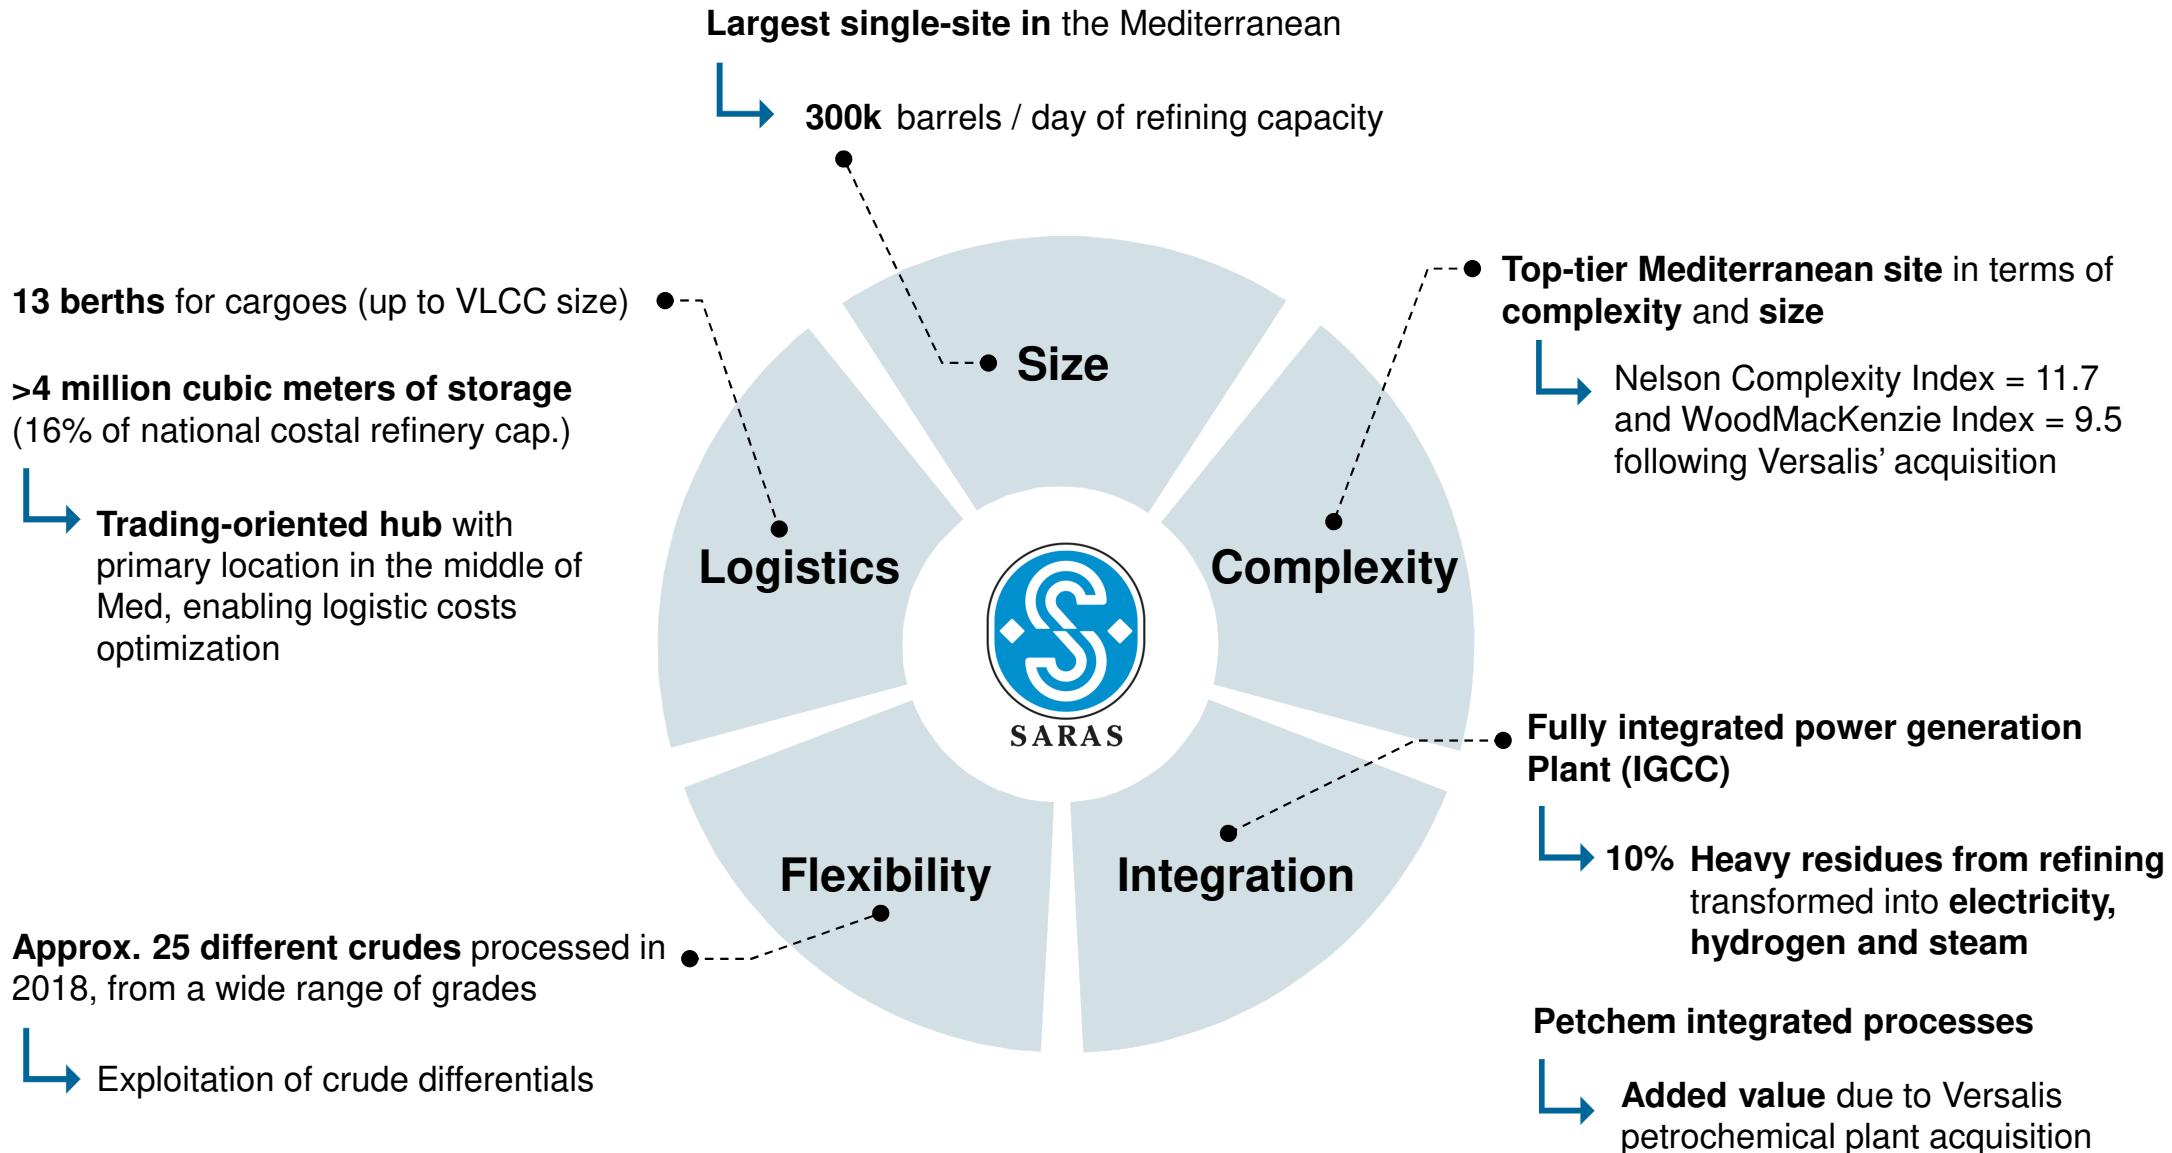 Largest single-site in the Mediterranean
300k barrels / day of refining capacity
Size
Top-tier Mediterranean site in terms of
complexity and size
Nelson Complexity Index = 11.7
and WoodMacKenzie Index = 9.5
following Versalis’ acquisition
Complexity
13 berths for cargoes (up to VLCC size)
>4 million cubic meters of storage
(16% of national costal refinery cap.)
Trading-oriented hub with
primary location in the middle of
Med, enabling logistic costs
optimization
Logistics
SARAS
Fully integrated power generation
Plant (IGCC)
10% Heavy residues from refining
transformed into electricity,
hydrogen and steam
Petchem integrated processes
Added value due to Versalis
petrochemical plant acquisition
Integration
Flexibility
Approx. 25 different crudes processed in
2018, from a wide range of grades
Exploitation of crude differentials